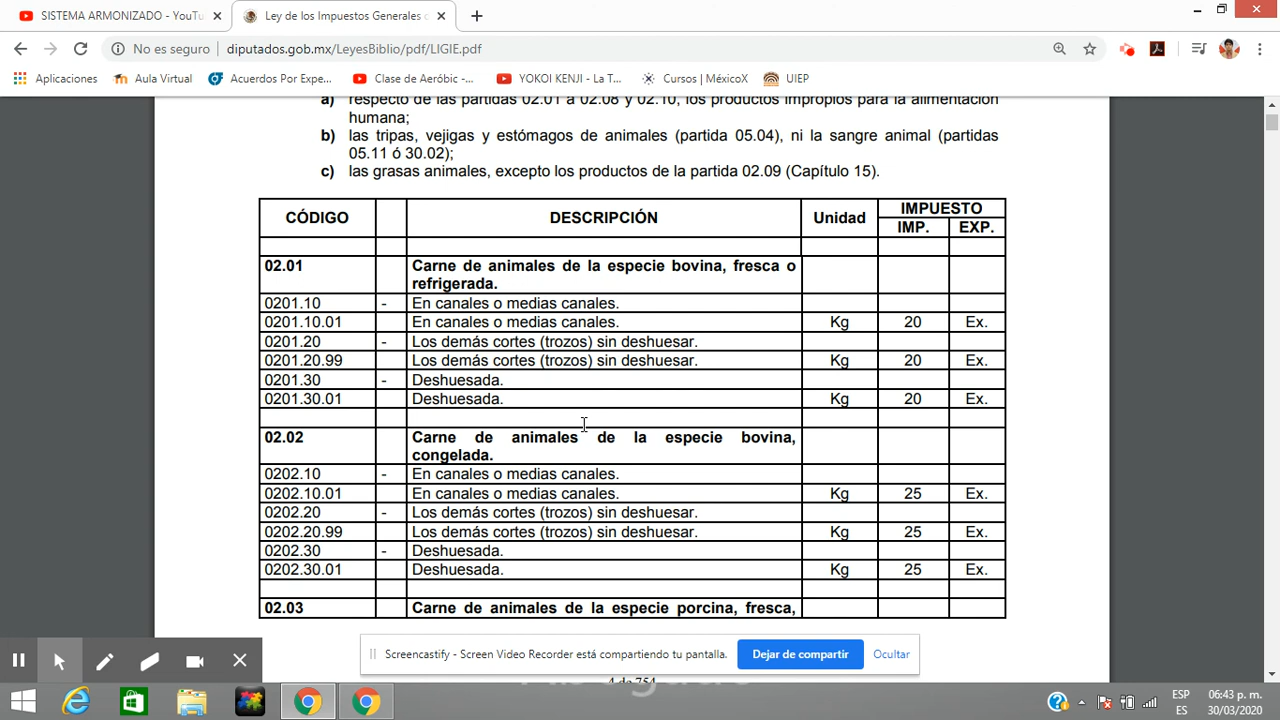 SISTEMA ARMONIZADO - YouTu
Ley de los Impuestos Generales
No es seguro
diputados.gob.mx/LeyesBiblio/pdf/LIGIE.pdf
Aplicaciones
Aula Virtual
Acuerdos Por Expe...
Clase de Aeróbic -...
YOKOI KENJI - La T...
Cursos | MéxicoX
UIEP
a) respecto de las partidas 02.01 a 02.08 y 02.10, los productos impropios para la alimentación
humana;
b) las tripas, vejigas y estómagos de animales (partida 05.04), ni la sangre animal (partidas
05.11 ó 30.02);
c) las grasas animales, excepto los productos de la partida 02.09 (Capítulo 15).
CÓDIGO DESCRIPCIÓN Unidad IMPUESTO
IMP. EXP.
02.01 Carne de animales de la especie bovina, fresca o
refrigerada.
0201.10 - En canales o medias canales.
0201.10.01 En canales o medias canales. Kg 20 Ex.
0201.20 - Los demás cortes (trozos) sin deshuesar.
0201.20.99 Los demás cortes (trozos) sin deshuesar. Kg 20 Ex.
0201.30 - Deshuesada.
0201.30.01 Deshuesada. Kg 20 Ex.
02.02 Carne de animales de la especie bovina,
congelada.
0202.10 - En canales o medias canales.
0202.10.01 En canales o medias canales. Kg 25 Ex.
0202.20 - Los demás cortes (trozos) sin deshuesar.
0202.20.99 Los demás cortes (trozos) sin deshuesar. Kg 25 Ex.
0202.30 - Deshuesada.
0202.30.01 Deshuesada. Kg 25 Ex.
02.03 Carne de animales de la especie porcina, fresca,
Screencastify - Screen Video Recorder está compartiendo tu pantalla.
Dejar de compartir
Ocultar
4 de 754
ESP
ES
06:43 p. m.
30/03/2020